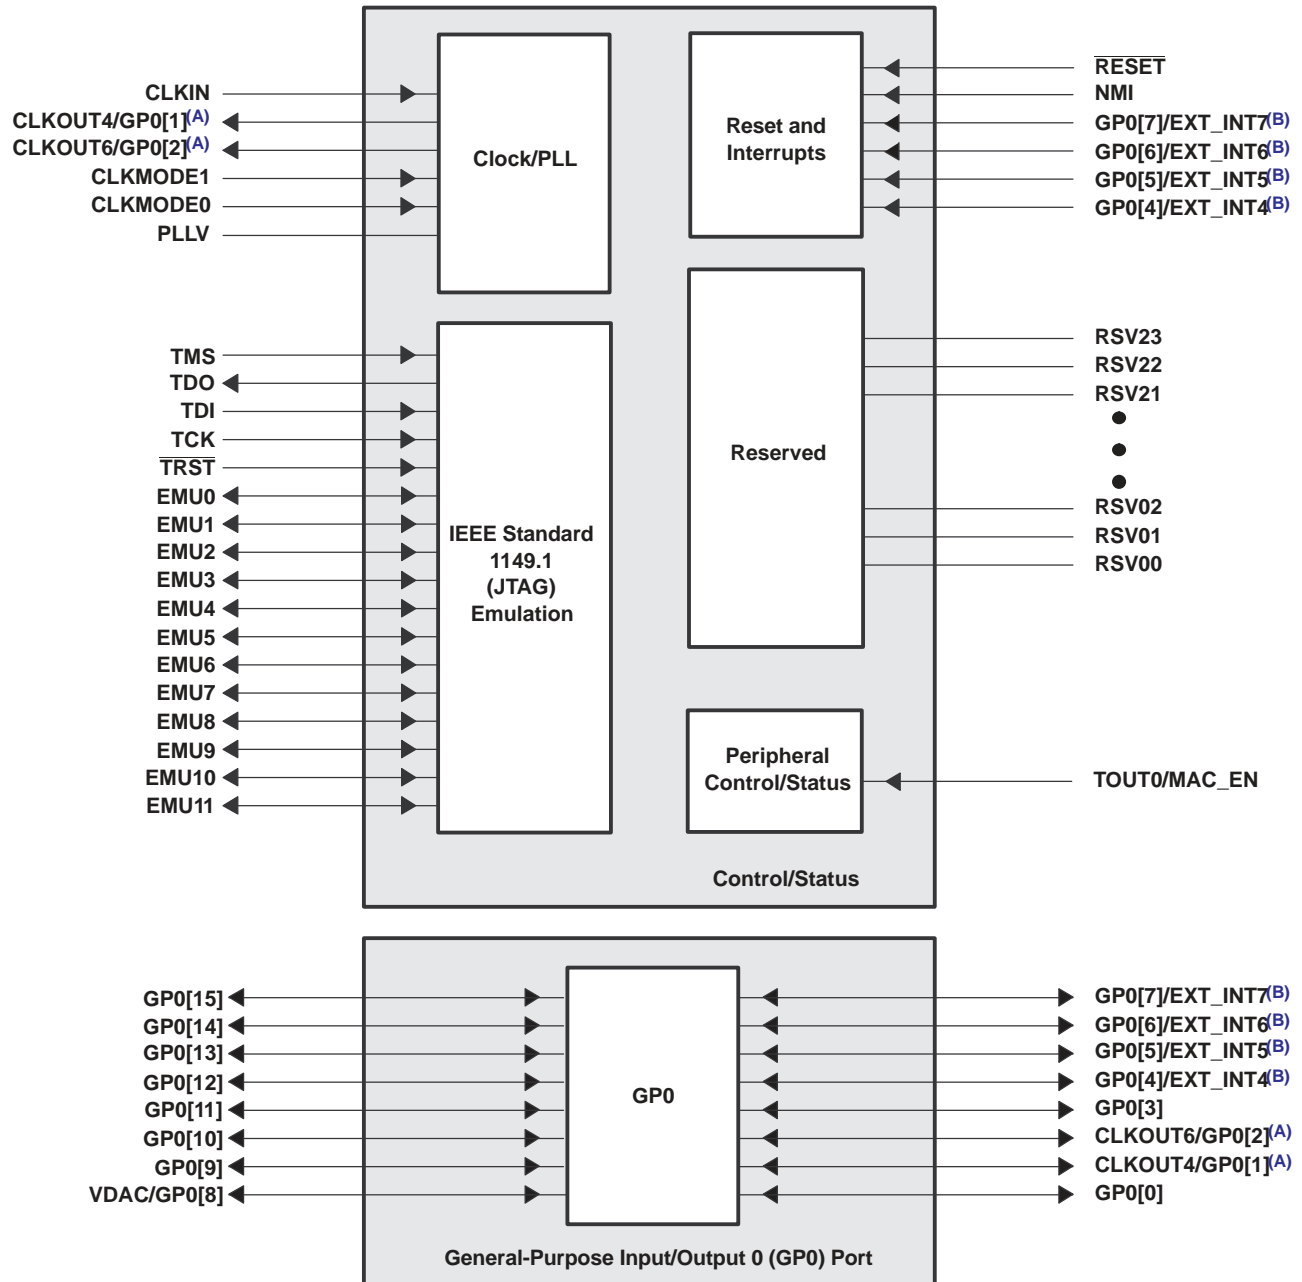 CLKIN
CLKOUT4/GP0[1](A)
CLKOUT6/GP0[2](A)
CLKMODE1
CLKMODE0
PLLV
Clock/PLL
Reset and
Interrupts
RESET
NMI
GP0[7]/EXT_INT7(B)
GP0[6]/EXT_INT6(B)
GP0[5]/EXT_INT5(B)
GP0[4]/EXT_INT4(B)
TMS
TDO
TDI
TCK
TRST
EMU0
EMU1
EMU2
EMU3
EMU4
EMU5
EMU6
EMU7
EMU8
EMU9
EMU10
EMU11
IEEE Standard
1149.1
(JTAG)
Emulation
Reserved
RSV23
RSV22
RSV21
RSV02
RSV01
RSV00
Peripheral
Control/Status
TOUT0/MAC_EN
Control/Status
GP0[15]
GP0[14]
GP0[13]
GP0[12]
GP0[11]
GP0[10]
GP0[9]
VDAC/GP0[8]
GP0
GP0[7]/EXT_INT7(B)
GP0[6]/EXT_INT6(B)
GP0[5]/EXT_INT5(B)
GP0[4]/EXT_INT4(B)
GP0[3]
CLKOUT6/GP0[2](A)
CLKOUT4/GP0[1](A)
GP0[0]
General-Purpose Input/Output 0 (GP0) Port